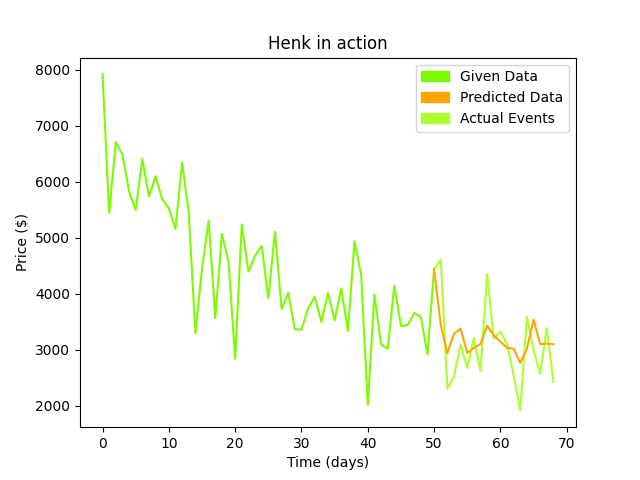 Henk in action
Price ($)
8000
7000
6000
5000
4000
3000
2000
Given Data
Predicted Data
Actual Events
0 10 20 30 40 50 60 70
Time (days)